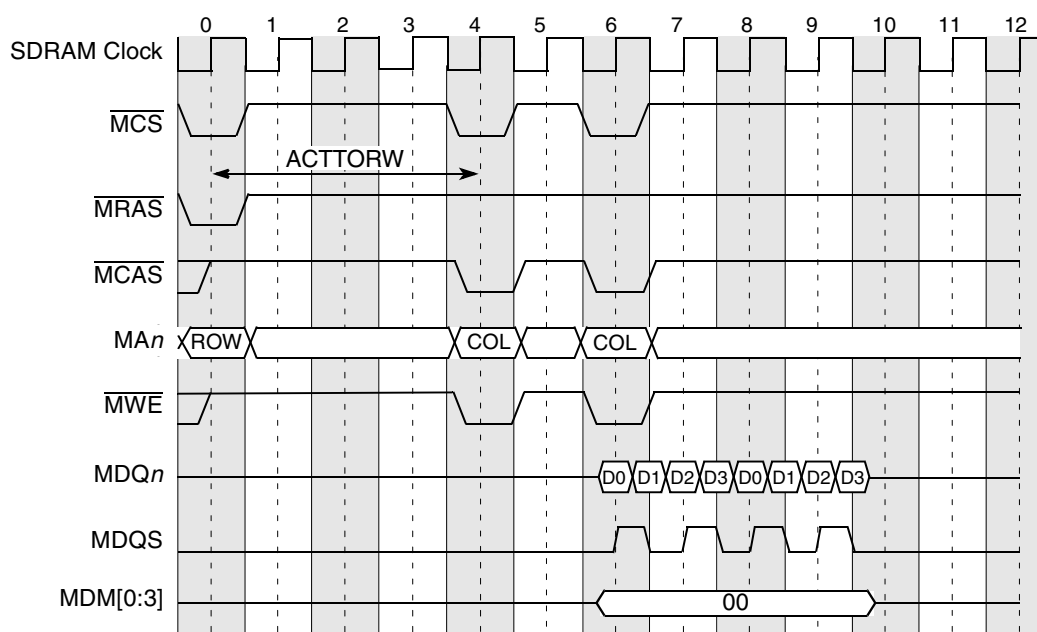 0 1 2 3 4 5 6 7 8 9 10 11 12
SDRAM Clock
MCS
ACTTORW
MRAS
MCAS
MAn ROW COL COL
MWE
MDQn D0 D1 D2 D3 D0 D1 D2 D3
MDQS
MDM[0:3] 00